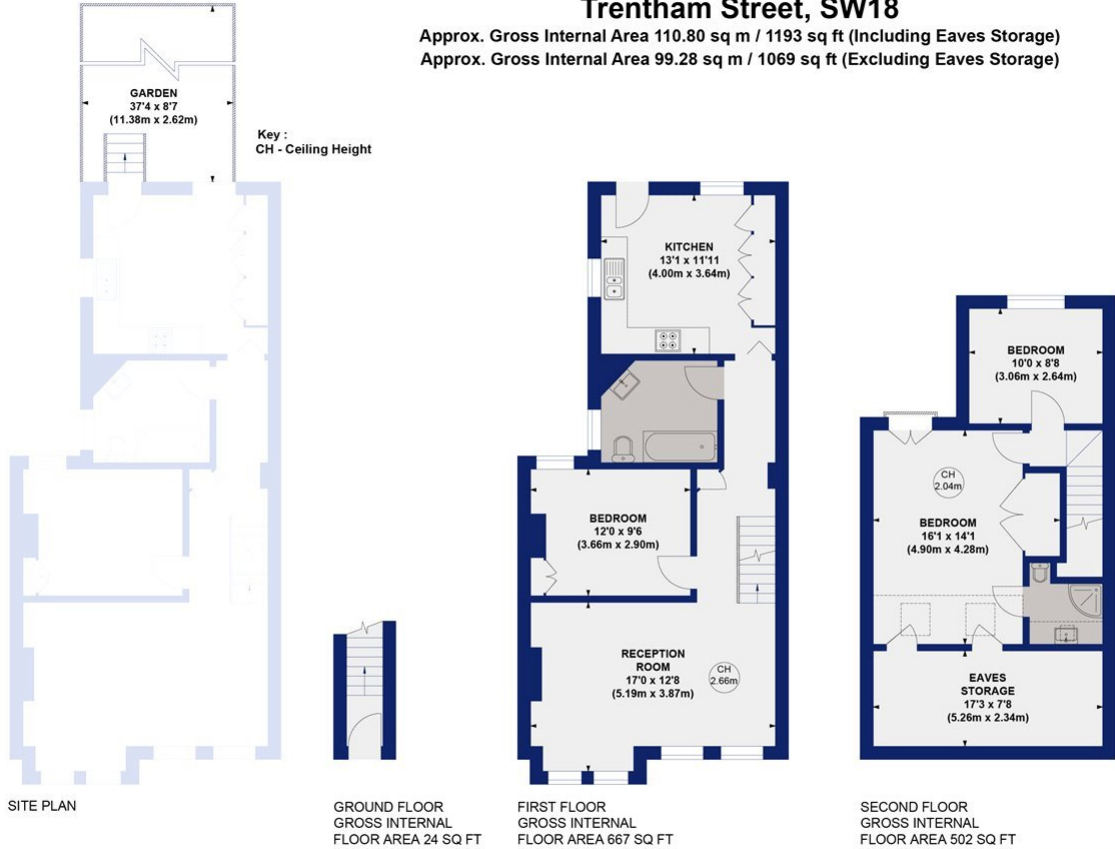 Trentham Street, SW18
Approx. Gross Internal Area 110.80 sq m / 1193 sq ft (Including Eaves Storage)
Approx. Gross Internal Area 99.28 sq m / 1069 sq ft (Excluding Eaves Storage)
GARDEN
37'4 x 8'7
(11.38m x 2.62m)
Key :
CH - Ceiling Height
KITCHEN
13'1 x 11'11
(4.00m x 3.64m)
BEDROOM
12'0 x 9'6
(3.66m x 2.90m)
RECEPTION
ROOM
17'0 x 12'8
(5.19m x 3.87m)
CH
2.66m
BEDROOM
10'0 x 8'8
(3.06m x 2.64m)
CH
2.04m
BEDROOM
16'1 x 14'1
(4.90m x 4.28m)
EAVES
STORAGE
17'3 x 7'8
(5.26m x 2.34m)
SITE PLAN
GROUND FLOOR
GROSS INTERNAL
FLOOR AREA 24 SQ FT
FIRST FLOOR
GROSS INTERNAL
FLOOR AREA 667 SQ FT
SECOND FLOOR
GROSS INTERNAL
FLOOR AREA 502 SQ FT